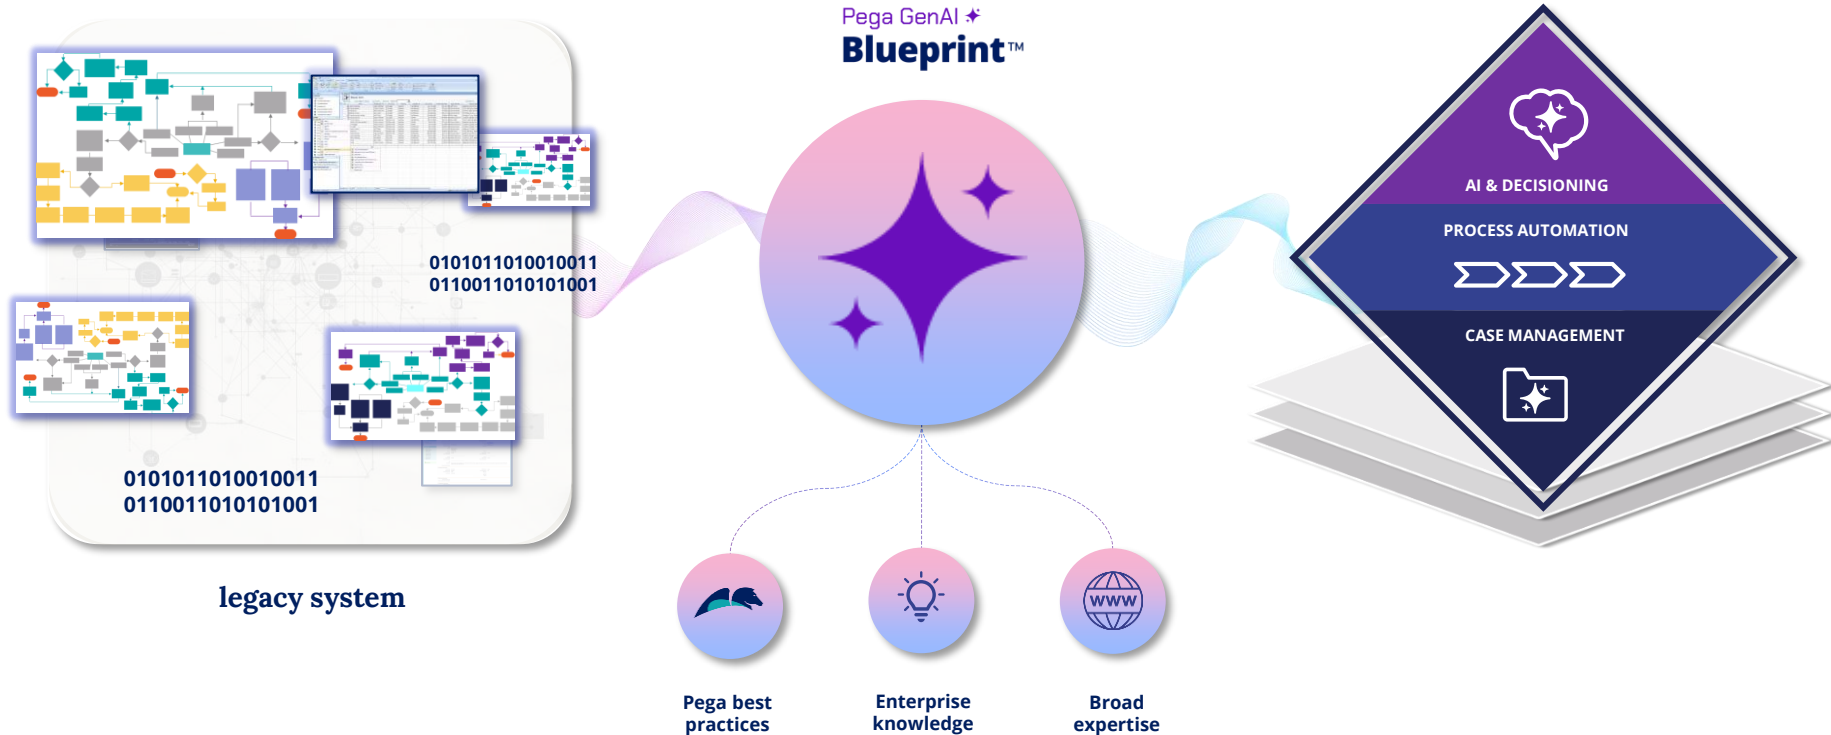 Pega GenAI
Blueprint™
0101011010010011
0110011010101001
0101011010010011
0110011010101001
legacy system
Pega best
practices
Enterprise
knowledge
WWW
Broad
expertise
AI & DECISIONING
PROCESS AUTOMATION
CASE MANAGEMENT